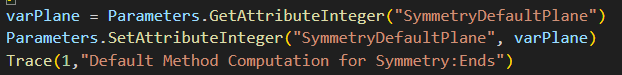 varPlane = Parameters.GetAttributeInteger("SymmetryDefaultPlane")
Parameters.SetAttributeInteger("SymmetryDefaultPlane", varPlane)
Trace(1,"Default Method Computation for Symmetry:Ends")